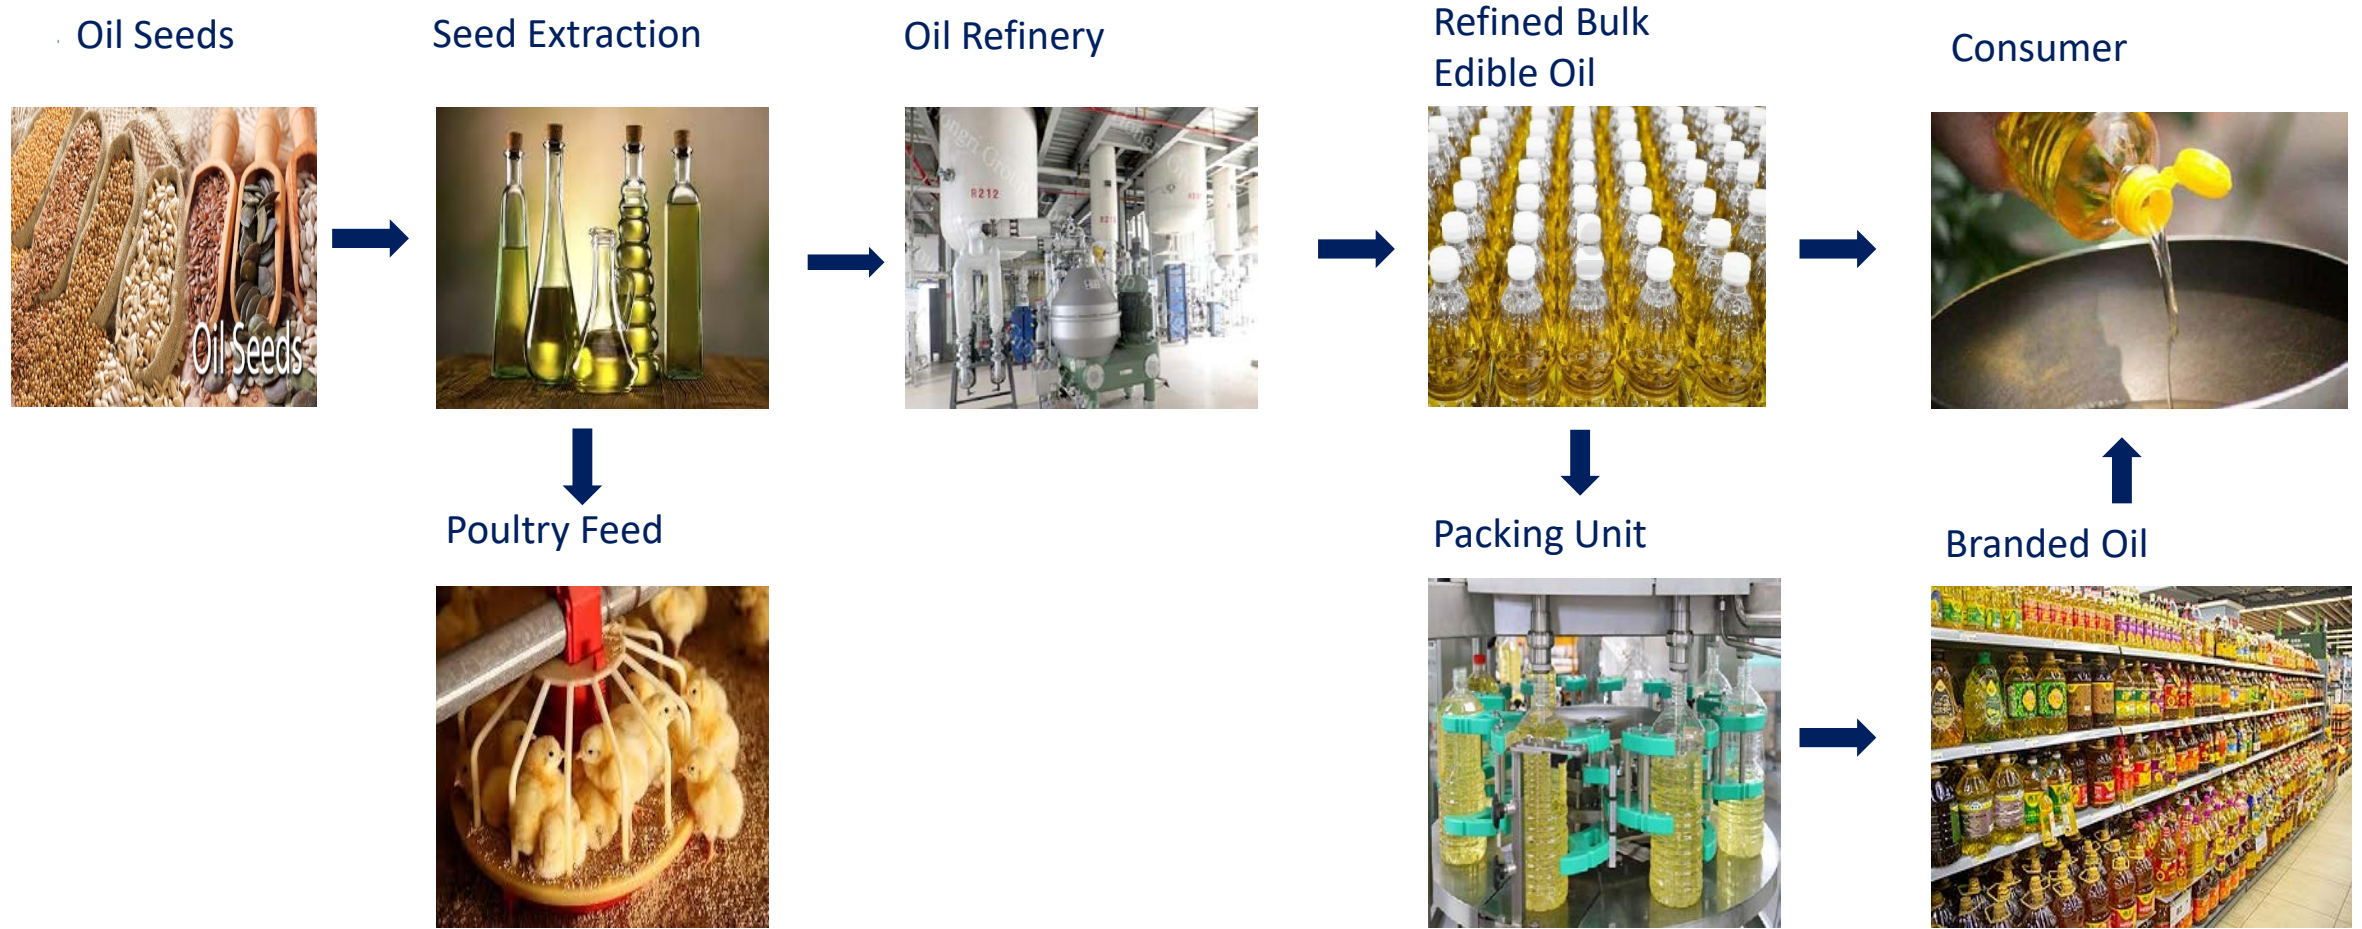 Oil Seeds
Seed Extraction
Oil Refinery
Refined Bulk
Edible Oil
Consumer
Oil Seeds
R212
Poultry Feed
Packing Unit
Branded Oil